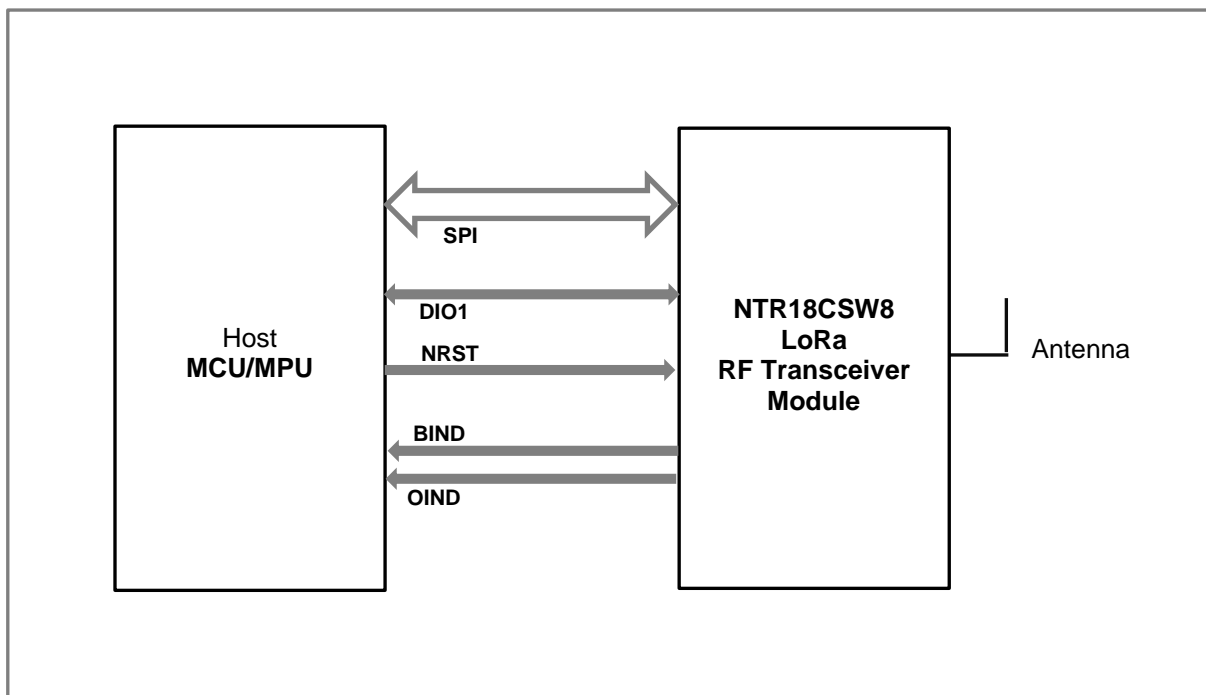 Host
MCU/MPU
SPI
DIO1
NRST
BIND
OIND
NTR18CSW8
LoRa
RF Transceiver
Module
Antenna